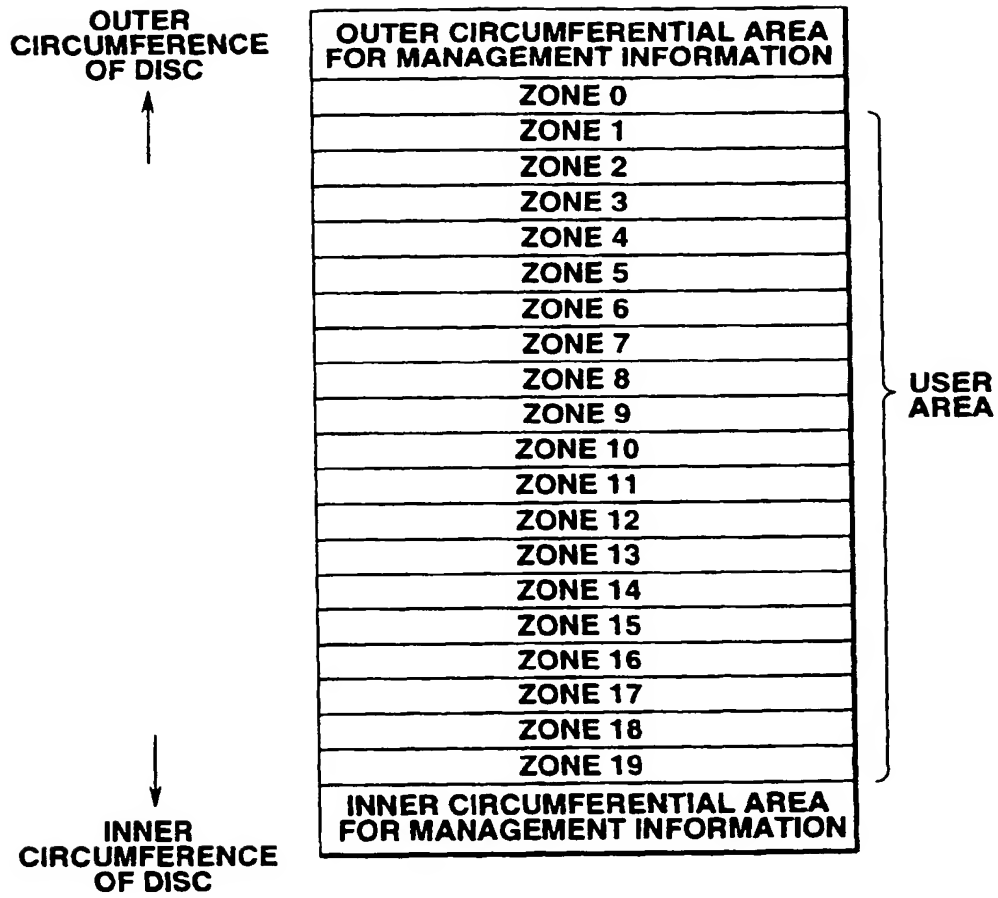 OUTER
CIRCUMFERENCE
OF DISC
OUTER CIRCUMFERENTIAL AREA
FOR MANAGEMENT INFORMATION
ZONE 0
ZONE 1
ZONE 2
ZONE 3
ZONE 4
ZONE 5
ZONE 6
ZONE 7
ZONE 8
ZONE 9
ZONE 10
ZONE 11
ZONE 12
ZONE 13
ZONE 14
ZONE 15
ZONE 16
ZONE 17
ZONE 18
ZONE 19
USER
AREA
INNER CIRCUMFERENTIAL AREA
FOR MANAGEMENT INFORMATION
INNER
CIRCUMFERENCE
OF DISC